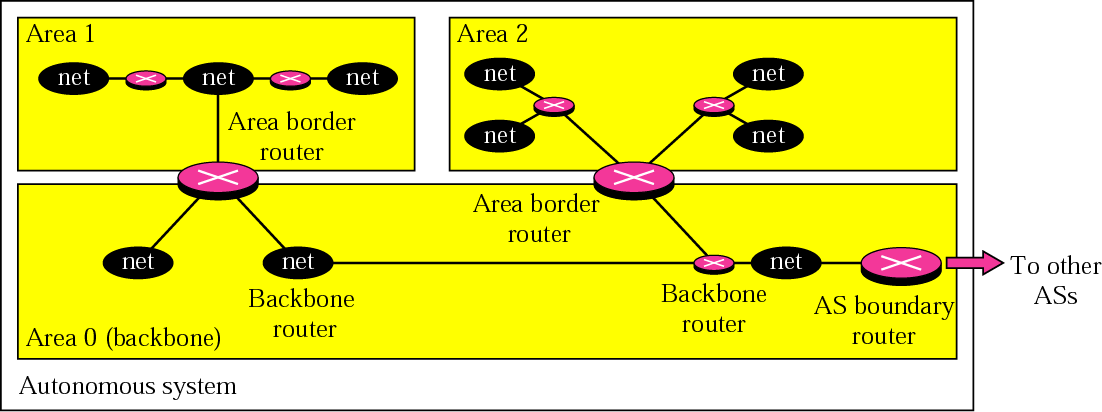 Area 1
net
net
net
Area border
router
Area 2
net
net
net
net
Area border
router
net
net
Backbone
router
Backbone
router
net
AS boundary
router
Area 0 (backbone)
To other
ASs
Autonomous system